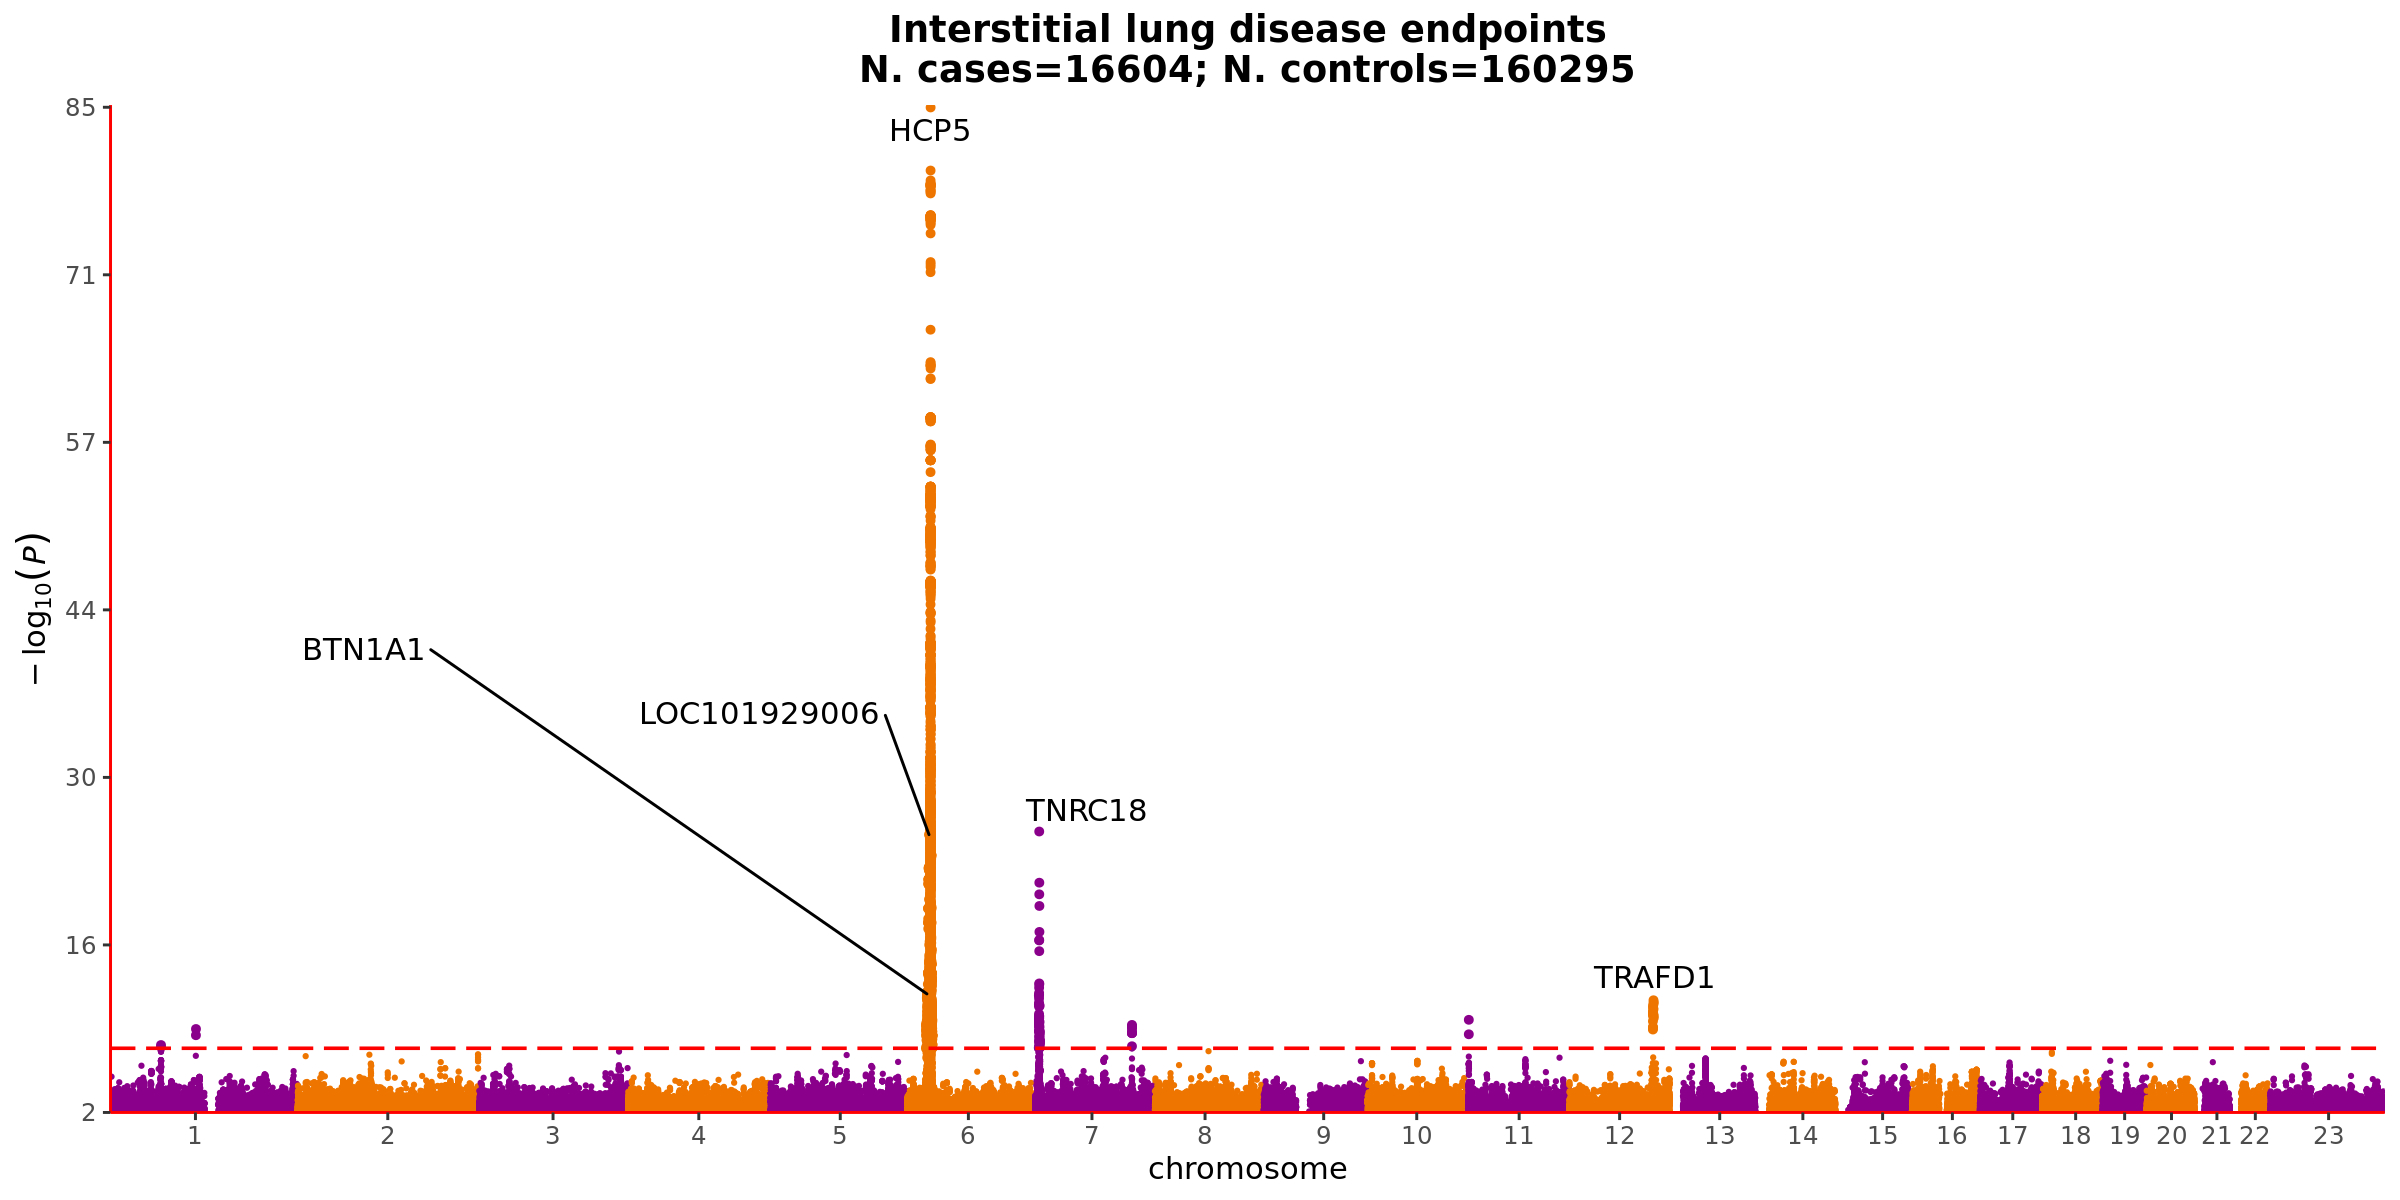 Interstitial lung disease endpoints
N. cases=16604; N. controls=160295
85
HCP5
71
57
− log₁₀(P)
44
BTN1A1
LOC101929006
30
TNRC18
16
TRAFD1
2
1 2 3 4 5 6 7 8 9 10 11 12 13 14 15 16 17 18 19 20 21 22 23
chromosome